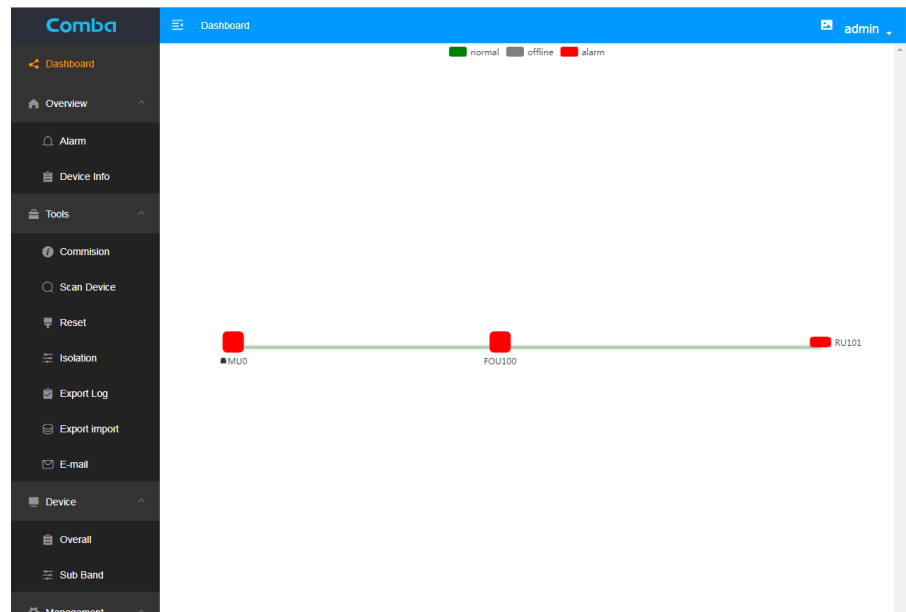 Comba
Dashboard
admin
normal offline alarm
Dashboard
Overview
Alarm
Device Info
Tools
Commision
Scan Device
Reset
Isolation
Export Log
Export import
E-mail
Device
Overall
Sub Band
Management
MU0
FOU100
RU101